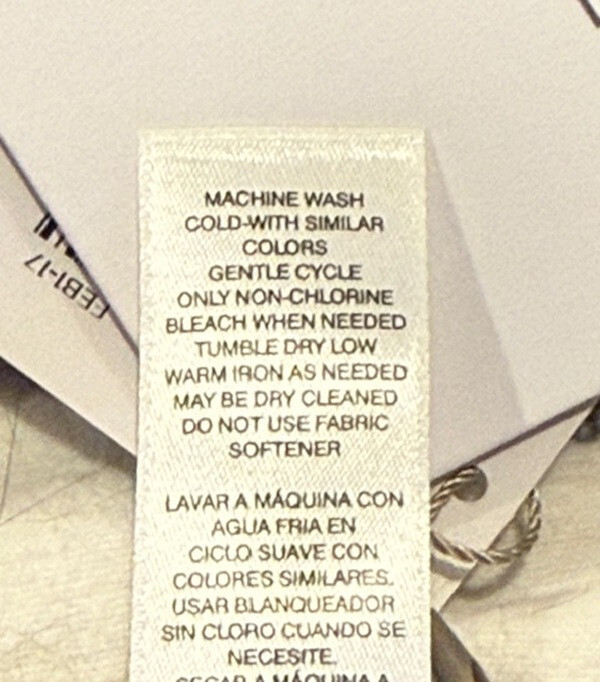 MACHINE WASH
COLD-WITH SIMILAR
COLORS
GENTLE CYCLE
ONLY NON-CHLORINE
BLEACH WHEN NEEDED
TUMBLE DRY LOW
WARM IRON AS NEEDED
MAY BE DRY CLEANED
DO NOT USE FABRIC
SOFTENER
LAVAR A MÁQUINA CON
AGUA FRIA EN
CICLO SUAVE CON
COLORES SIMILARES.
USAR BLANQUEADOR
SIN CLORO CUANDO SE
NECESITE.
SECAR A MÁQUINA A